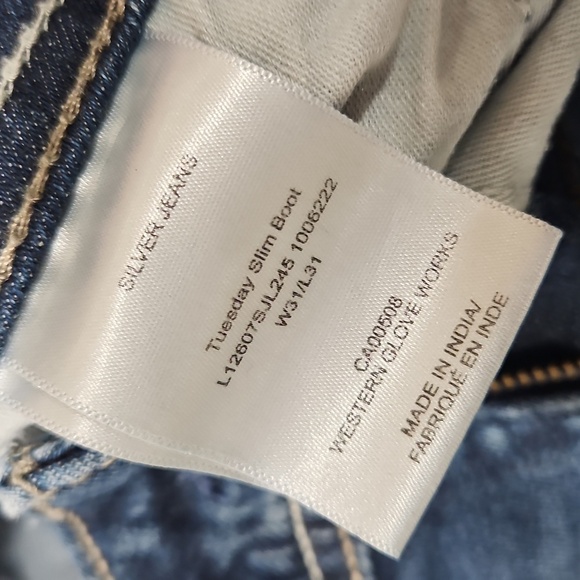 SILVER JEANS
Tuesday Slim Boot
L12607SJL245 1006222
W31/L31
CA00508
WESTERN GLOVE WORKS
MADE IN INDIA/
FABRIQUÉ EN INDE